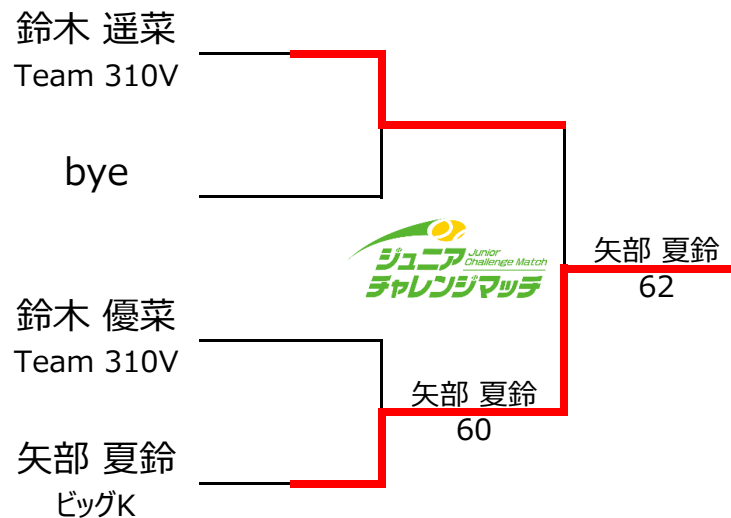 鈴木 遥菜
Team 310V
bye
ジュニア Junior
Challenge Match
チャレンジマッチ
矢部 夏鈴
62
鈴木 優菜
Team 310V
矢部 夏鈴
60
矢部 夏鈴
ビッグK